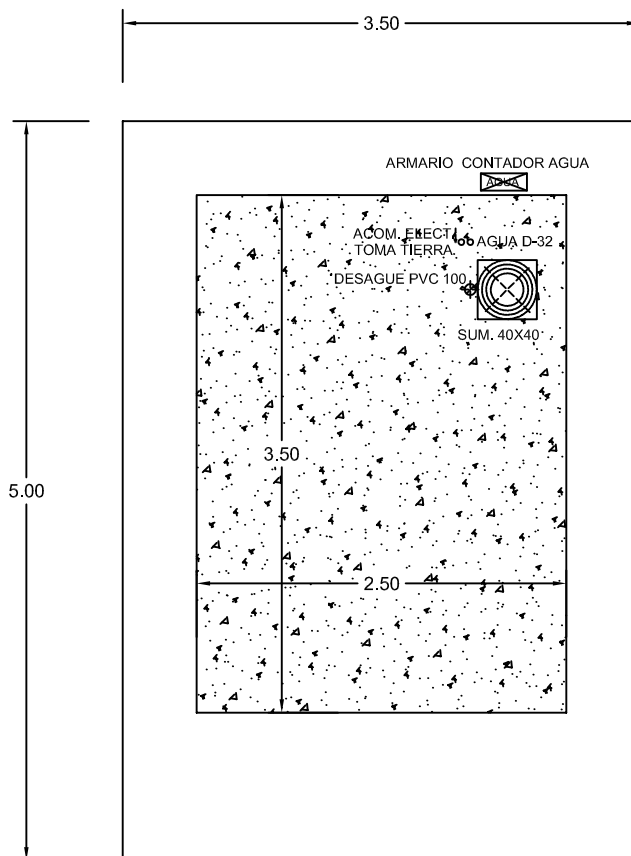 3.50
ARMARIO CONTADOR AGUA
AGUA
ACOM. ELECT.
TOMA TIERRA.
AGUA D-32
DESAGUE PVC 100
SUM. 40X40
3.50
5.00
2.50